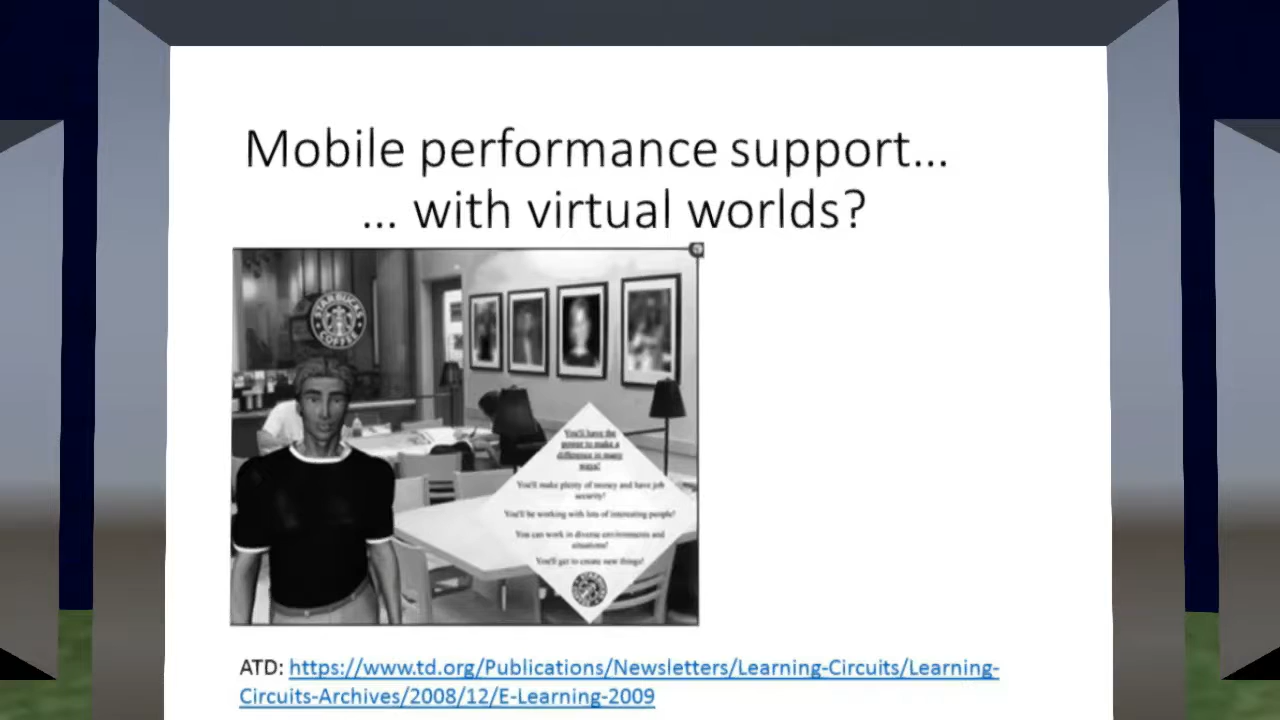 Mobile performance support...
... with virtual worlds?
STARBUCKS
COFFEE
You'll have the
power to make a
difference in many
ways!
You'll make plenty of money and have job
security!
You'll be working with lots of interesting people!
You can work in diverse environments and
situations!
You'll get to create new things!
ATD: https://www.td.org/Publications/Newsletters/Learning-Circuits/Learning-
Circuits-Archives/2008/12/E-Learning-2009